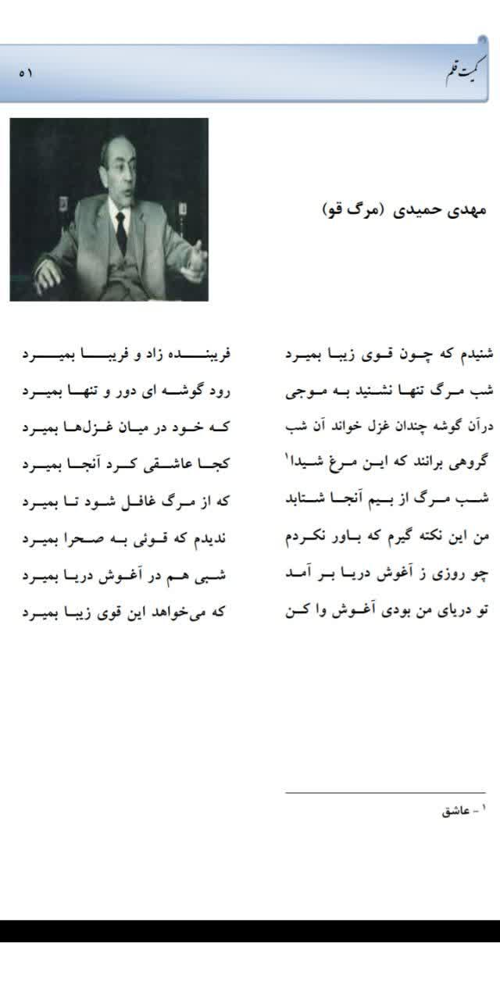 کمیت قلم ۵۱
مهدی حمیدی (مرگ قو)
شنیدم که چون قوی زیبا بمیرد فریبنده زاد و فریبا بمیرد
شب مرگ تنها نشنید به موجی رود گوشه ای دور و تنها بمیرد
درآن گوشه چندان غزل خواند آن شب که خود در میان غزل‌ها بمیرد
گروهی برانند که این مرغ شیدا۱ کجا عاشقی کرد آنجا بمیرد
شب مرگ از بیم آنجا شتابد که از مرگ غافل شود تا بمیرد
من این نکته گیرم که باور نکردم ندیدم که قوئی به صحرا بمیرد
چو روزی ز آغوش دریا بر آمد شبی هم در آغوش دریا بمیرد
تو دریای من بودی آغوش وا کن که می‌خواهد این قوی زیبا بمیرد
۱ - عاشق